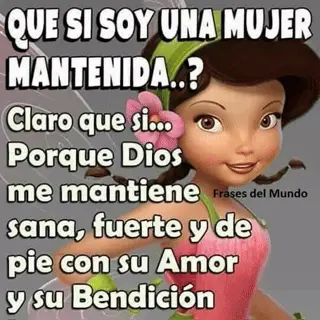 QUE SI SOY UNA MUJER
MANTENIDA..?
Claro que si...
Porque Dios
me mantiene
Frases del Mundo
sana, fuerte y de
pie con su Amor
y su Bendición